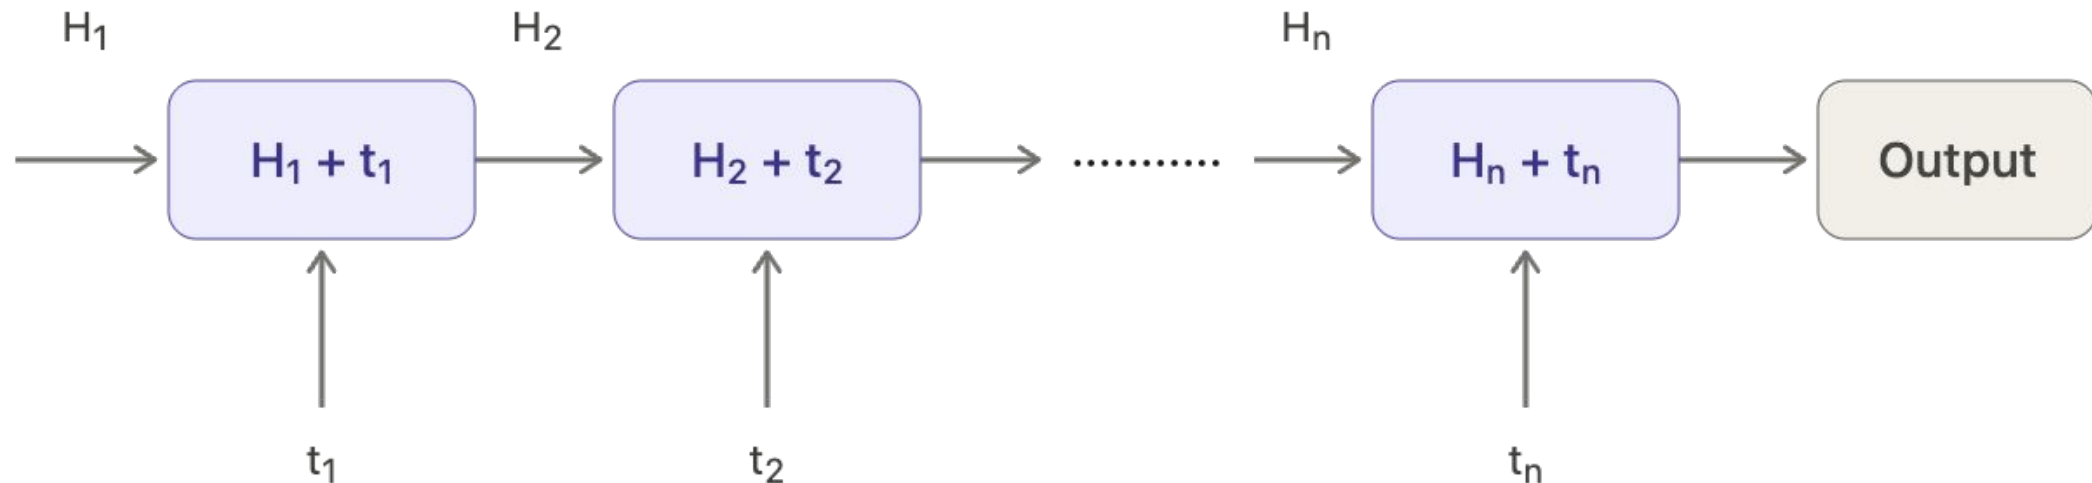 H₁ H₂ Hₙ
H₁ + t₁ H₂ + t₂ ........... Hₙ + tₙ Output
t₁ t₂ tₙ